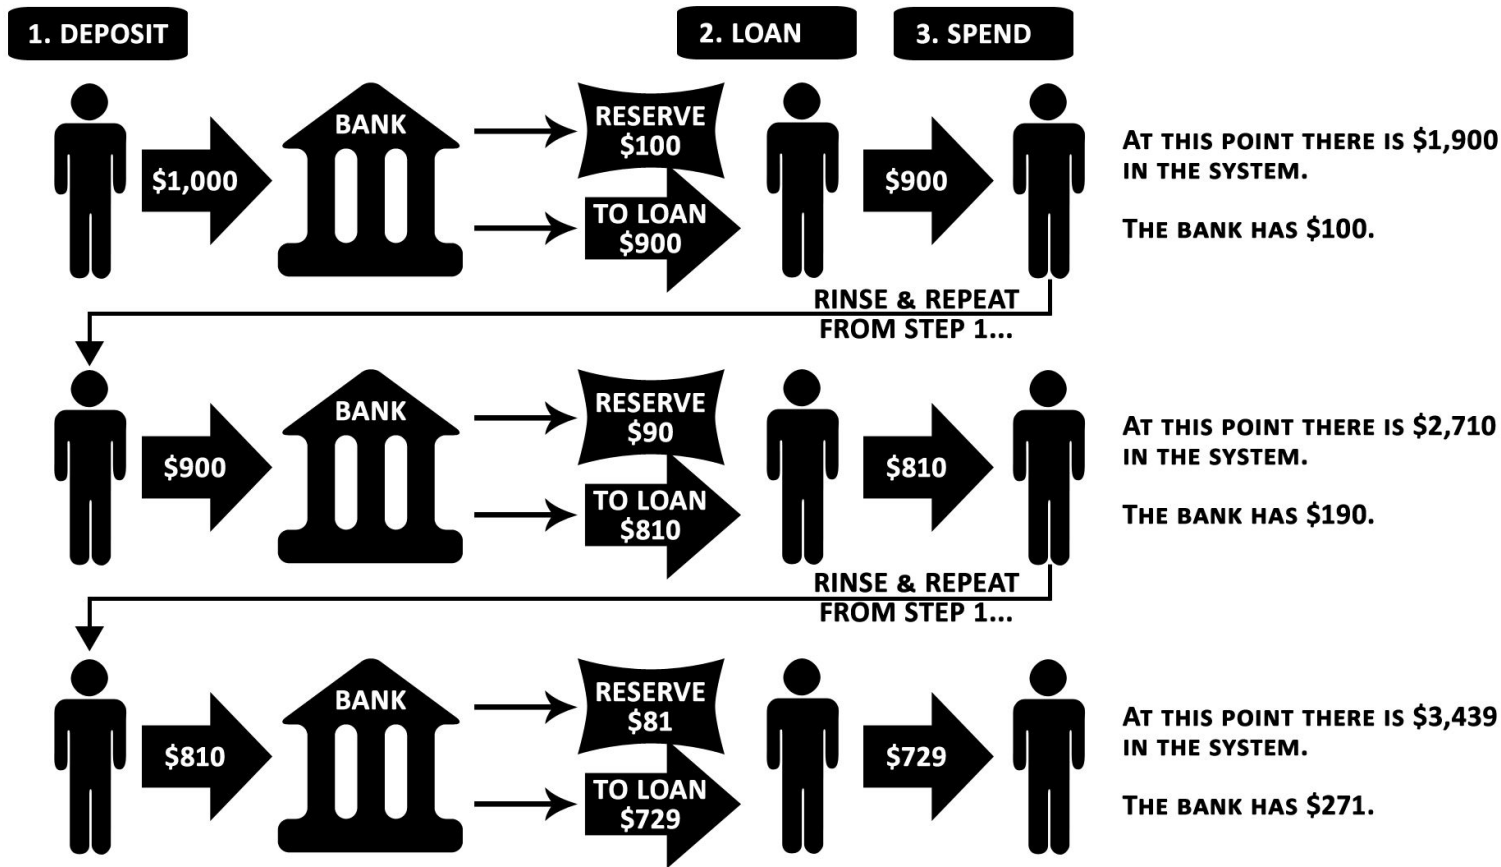 1. DEPOSIT
2. LOAN
3. SPEND
BANK
RESERVE
$100
$1,000
TO LOAN
$900
$900
AT THIS POINT THERE IS $1,900
IN THE SYSTEM.
THE BANK HAS $100.
RINSE & REPEAT
FROM STEP 1...
BANK
RESERVE
$90
$900
TO LOAN
$810
$810
AT THIS POINT THERE IS $2,710
IN THE SYSTEM.
THE BANK HAS $190.
RINSE & REPEAT
FROM STEP 1...
BANK
RESERVE
$81
$810
TO LOAN
$729
$729
AT THIS POINT THERE IS $3,439
IN THE SYSTEM.
THE BANK HAS $271.